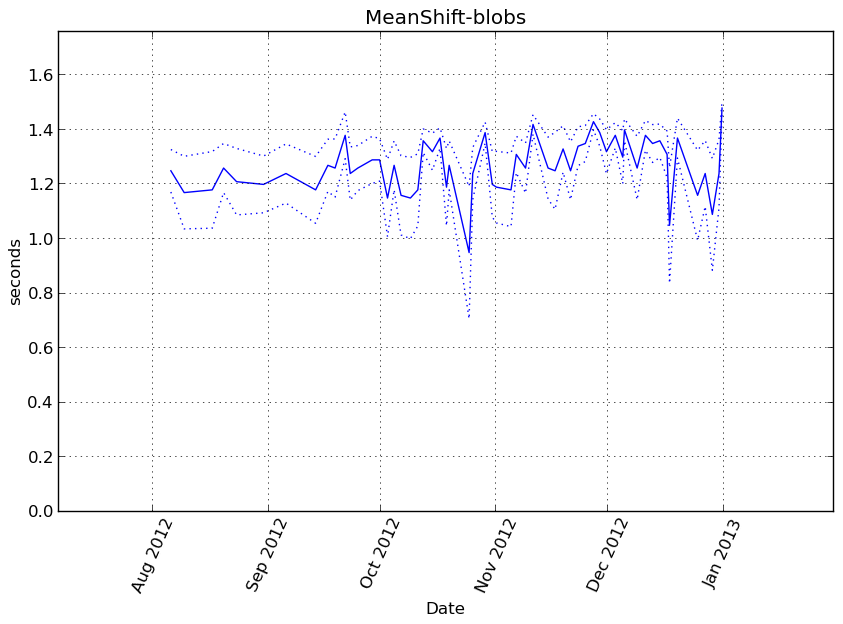 MeanShift-blobs
seconds
1.6
1.4
1.2
1.0
0.8
0.6
0.4
0.2
0.0
Aug 2012
Sep 2012
Oct 2012
Nov 2012
Dec 2012
Jan 2013
Date